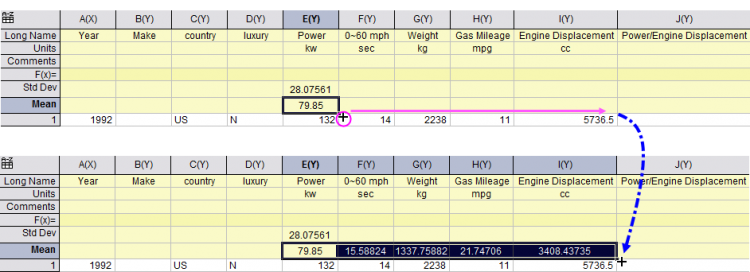 A(X) B(Y) C(Y) D(Y) E(Y) F(Y) G(Y) H(Y) I(Y) J(Y)
Long Name Year Make country luxury Power 0~60 mph Weight Gas Mileage Engine Displacement Power/Engine Displacement
Units kw sec kg mpg cc
Comments
F(x)=
Std Dev 28.07561
Mean 79.85
1 1992 US N 132 14 2238 11 5736.5
A(X) B(Y) C(Y) D(Y) E(Y) F(Y) G(Y) H(Y) I(Y) J(Y)
Long Name Year Make country luxury Power 0~60 mph Weight Gas Mileage Engine Displacement Power/Engine Displacement
Units kw sec kg mpg cc
Comments
F(x)=
Std Dev 28.07561
Mean 79.85 15.58824 1337.75882 21.74706 3408.43735
1 1992 US N 132 14 2238 11 5736.5